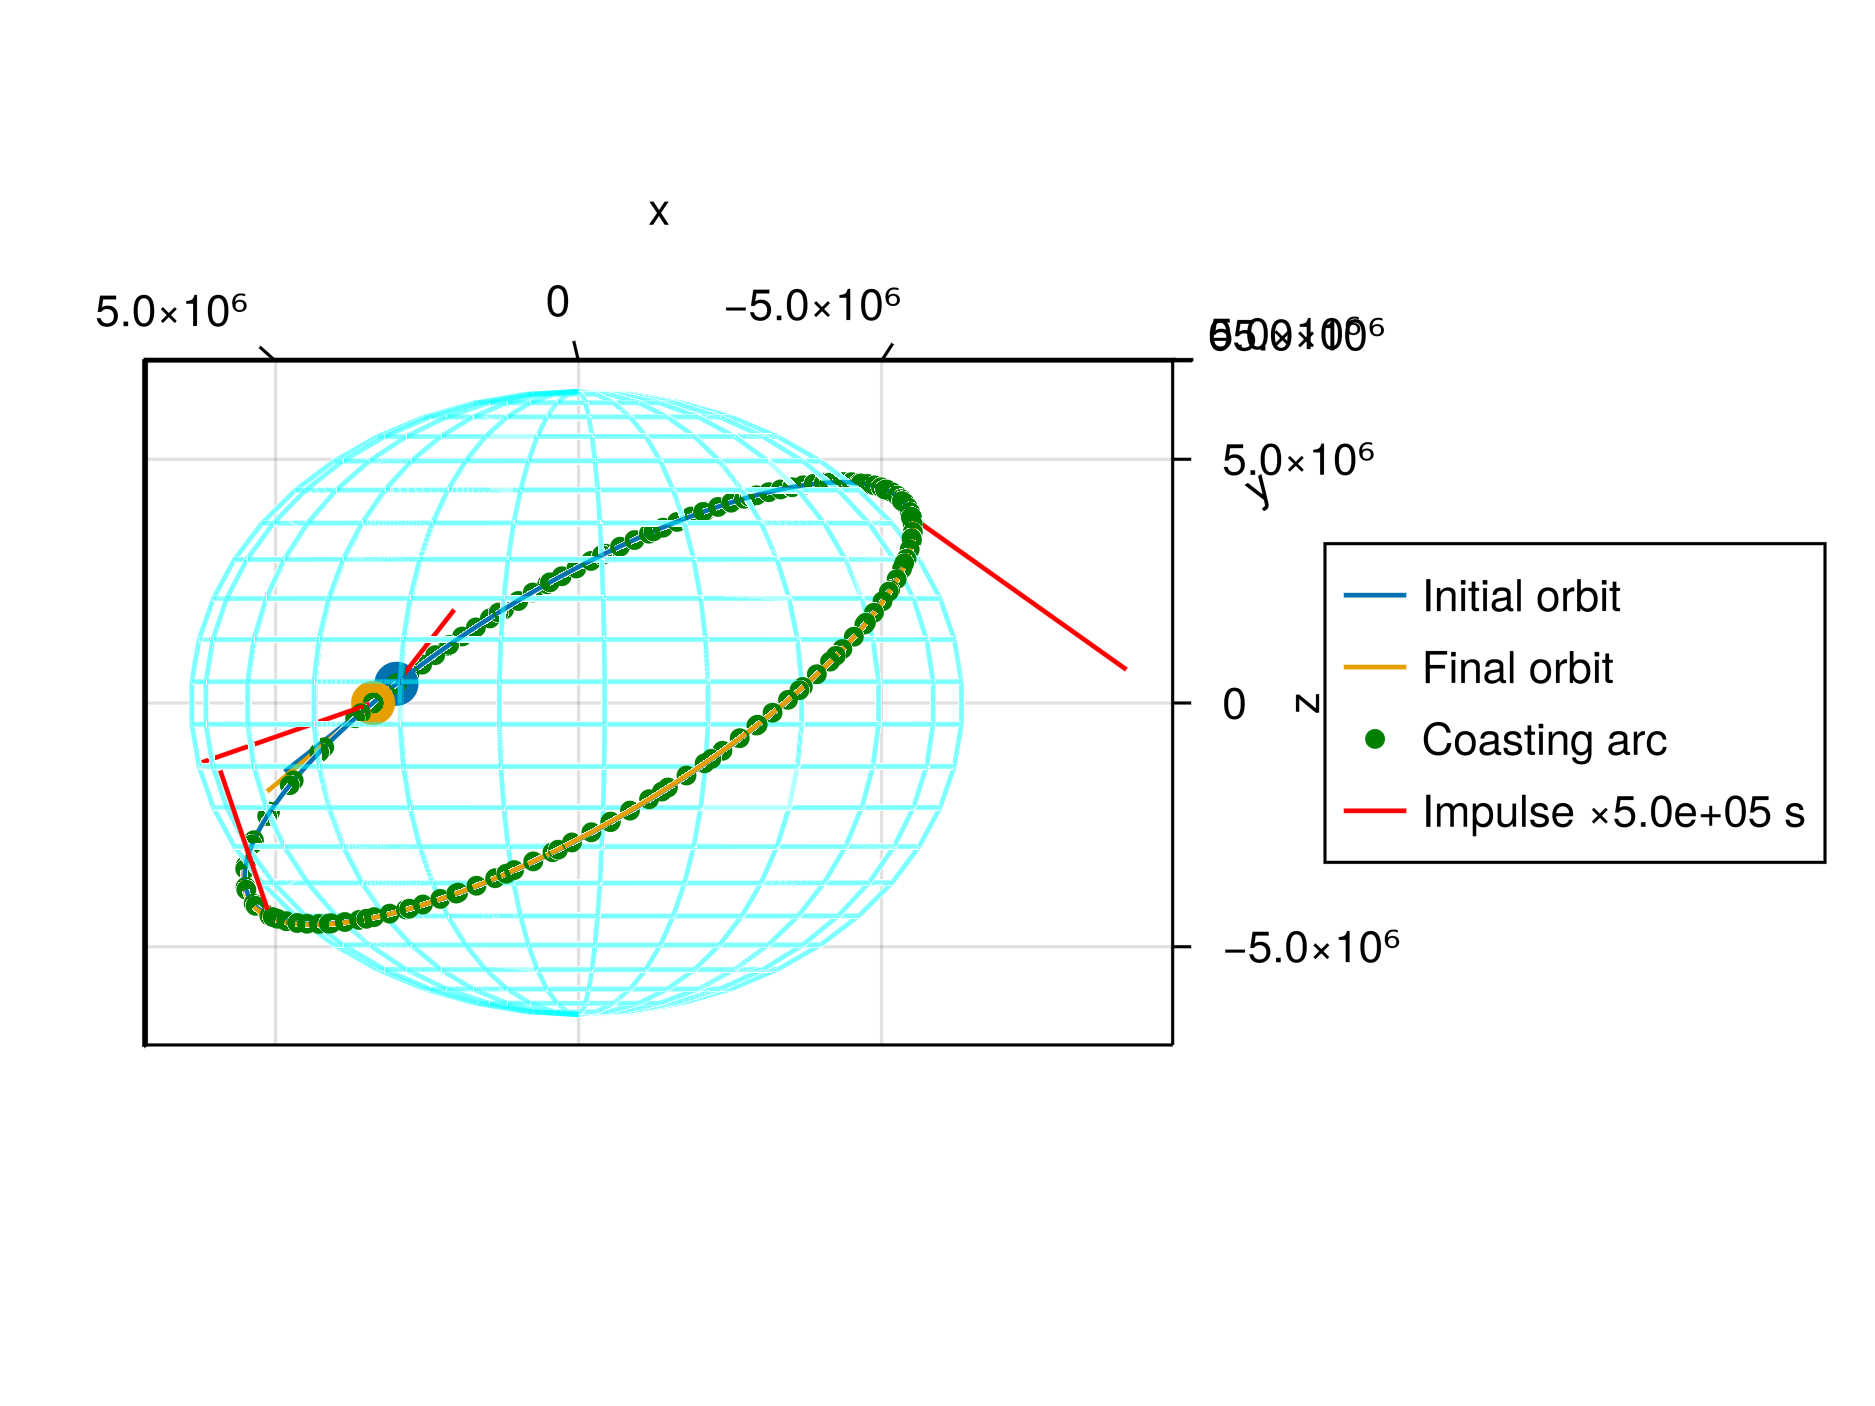 x
5.0×10⁶
0
−5.0×10⁶
5.0×10⁶
y
0
z
−5.0×10⁶
Initial orbit
Final orbit
Coasting arc
Impulse ×5.0e+05 s